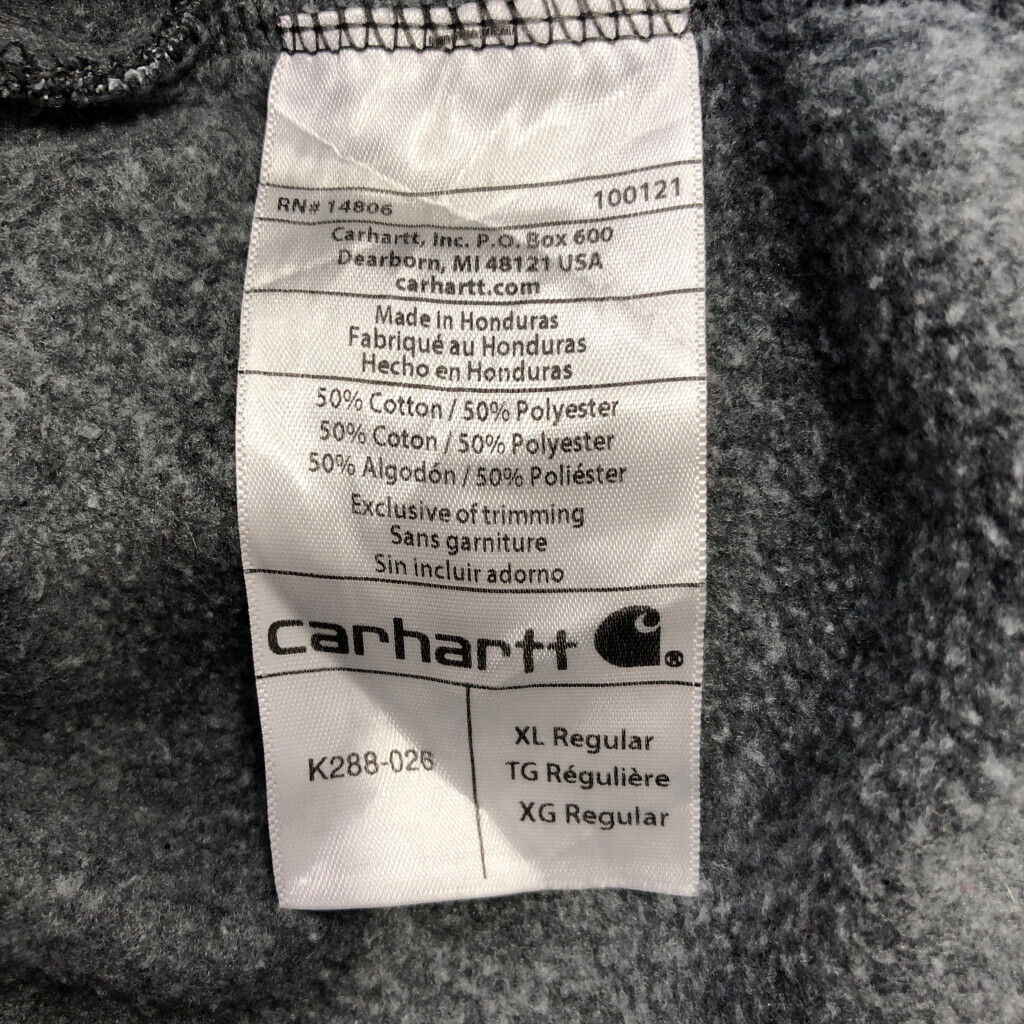 RN# 14806 100121
Carhartt, Inc. P.O. Box 600
Dearborn, MI 48121 USA
carhartt.com
Made in Honduras
Fabriqué au Honduras
Hecho en Honduras
50% Cotton / 50% Polyester
50% Coton / 50% Polyester
50% Algodón / 50% Poliéster
Exclusive of trimming
Sans garniture
Sin incluir adorno
carhartt ®
K288-026
XL Regular
TG Régulière
XG Regular